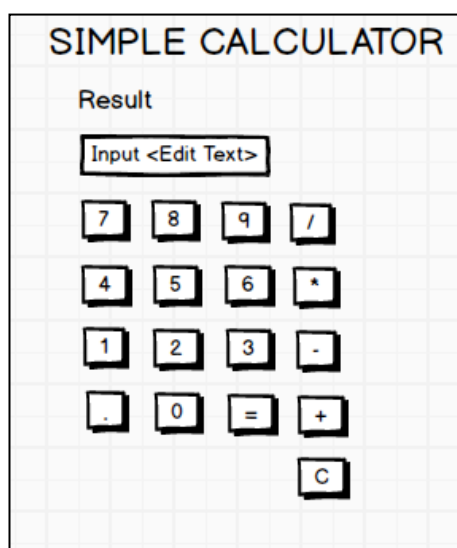 SIMPLE CALCULATOR
Result
Input <Edit Text>
7 8 9 /
4 5 6 *
1 2 3 -
. 0 = +
C